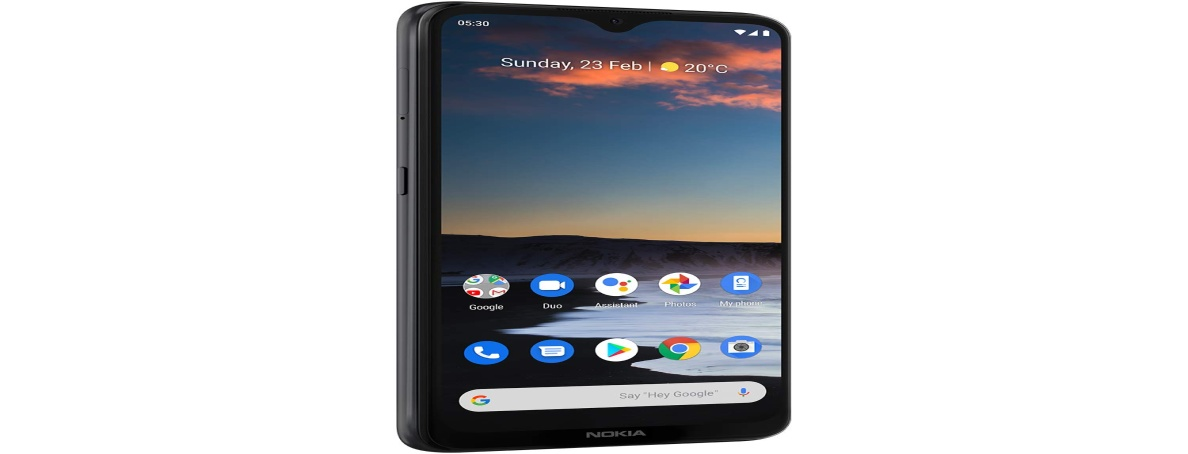 05:30
Sunday, 23 Feb | 20°C
Google Duo Assistant Photos My phone
Say "Hey Google"
NOKIA